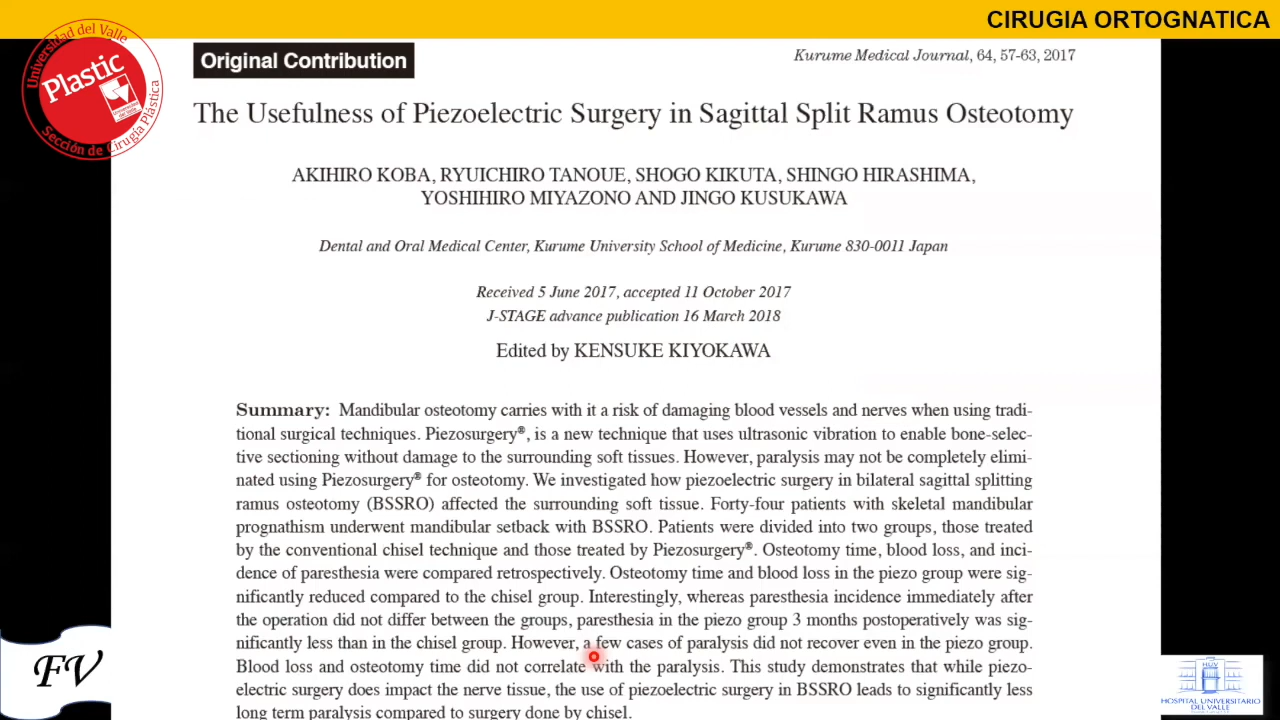 CIRUGIA ORTOGNATICA
Universidad del Valle
Plastic
Sección de Cirugía Plástica
Original Contribution
Kurume Medical Journal, 64, 57-63, 2017
The Usefulness of Piezoelectric Surgery in Sagittal Split Ramus Osteotomy
AKIHIRO KOBA, RYUICHIRO TANOUE, SHOGO KIKUTA, SHINGO HIRASHIMA,
YOSHIHIRO MIYAZONO AND JINGO KUSUKAWA
Dental and Oral Medical Center, Kurume University School of Medicine, Kurume 830-0011 Japan
Received 5 June 2017, accepted 11 October 2017
J-STAGE advance publication 16 March 2018
Edited by KENSUKE KIYOKAWA
Summary: Mandibular osteotomy carries with it a risk of damaging blood vessels and nerves when using tradi-
tional surgical techniques. Piezosurgery®, is a new technique that uses ultrasonic vibration to enable bone-selec-
tive sectioning without damage to the surrounding soft tissues. However, paralysis may not be completely elimi-
nated using Piezosurgery® for osteotomy. We investigated how piezoelectric surgery in bilateral sagittal splitting
ramus osteotomy (BSSRO) affected the surrounding soft tissue. Forty-four patients with skeletal mandibular
prognathism underwent mandibular setback with BSSRO. Patients were divided into two groups, those treated
by the conventional chisel technique and those treated by Piezosurgery®. Osteotomy time, blood loss, and inci-
dence of paresthesia were compared retrospectively. Osteotomy time and blood loss in the piezo group were sig-
nificantly reduced compared to the chisel group. Interestingly, whereas paresthesia incidence immediately after
the operation did not differ between the groups, paresthesia in the piezo group 3 months postoperatively was sig-
nificantly less than in the chisel group. However, a few cases of paralysis did not recover even in the piezo group.
Blood loss and osteotomy time did not correlate with the paralysis. This study demonstrates that while piezo-
electric surgery does impact the nerve tissue, the use of piezoelectric surgery in BSSRO leads to significantly less
long term paralysis compared to surgery done by chisel.
FV
HUV
HOSPITAL UNIVERSITARIO
DEL VALLE